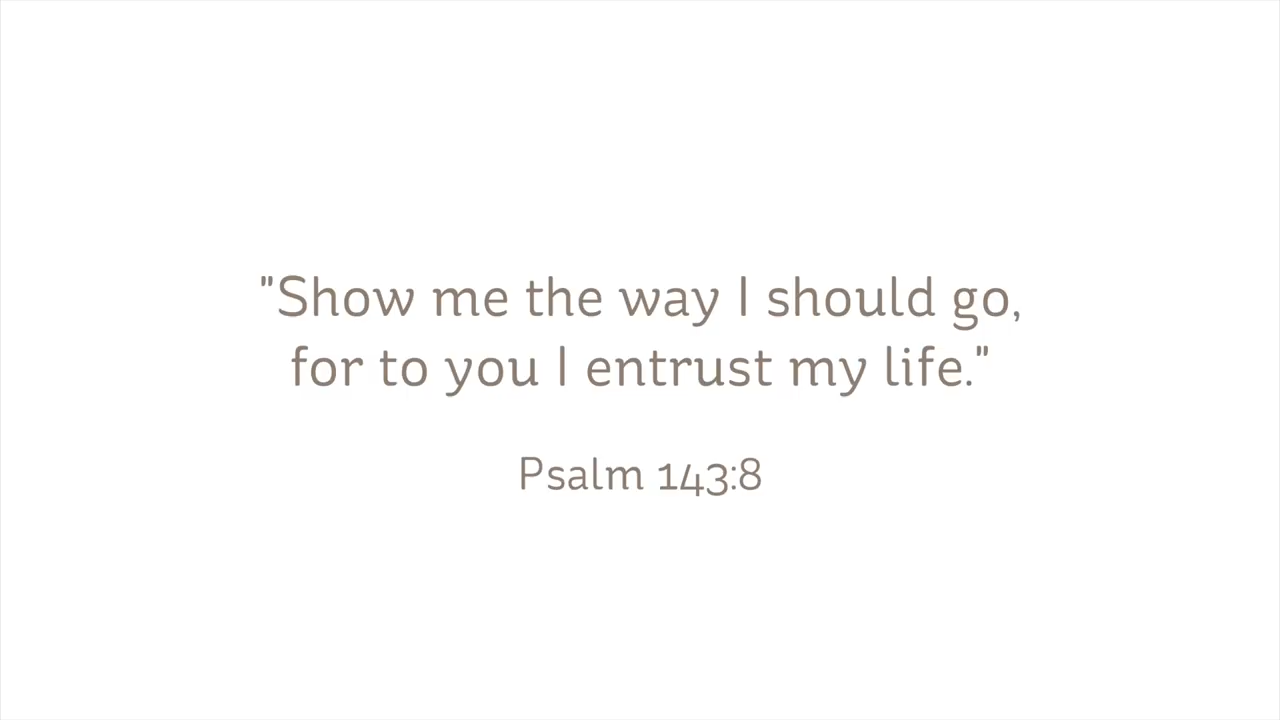 "Show me the way I should go,
for to you I entrust my life."
Psalm 143:8